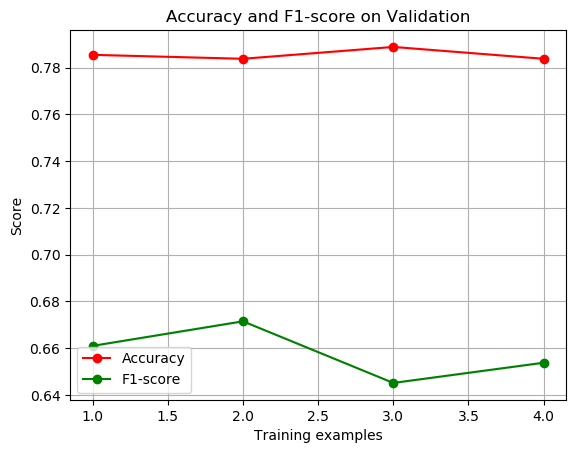 Accuracy and F1-score on Validation
Score
0.78
0.76
0.74
0.72
0.70
0.68
0.66
0.64
Accuracy
F1-score
1.0 1.5 2.0 2.5 3.0 3.5 4.0
Training examples